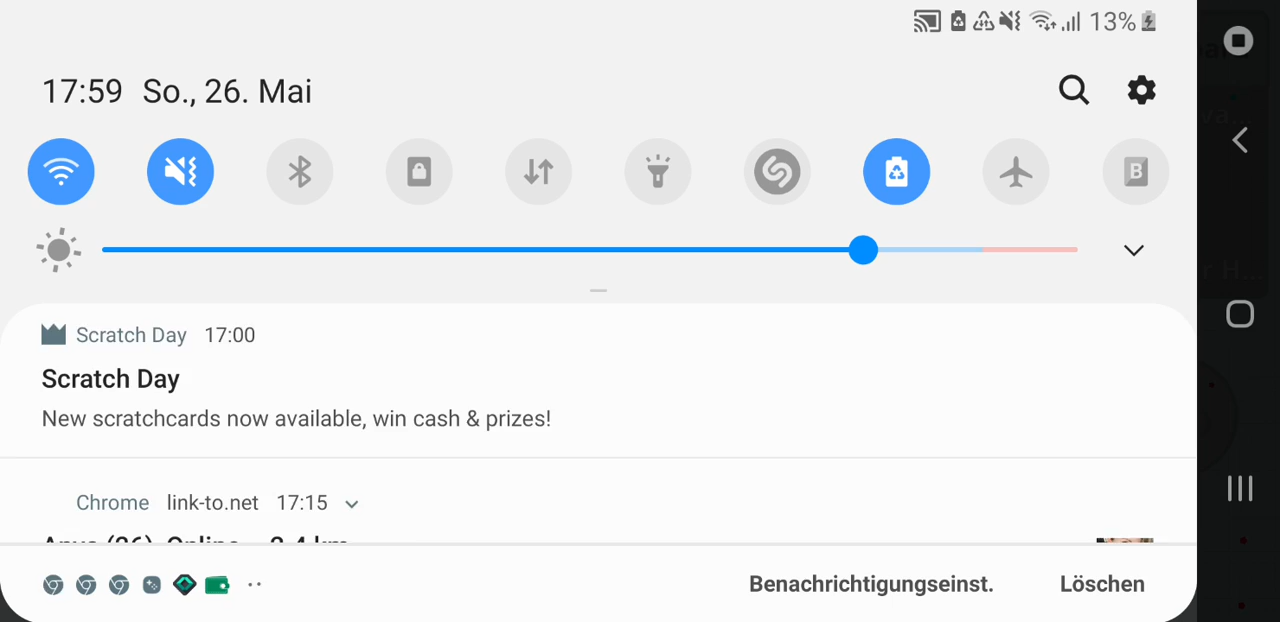 13%
17:59 So., 26. Mai
B
Scratch Day 17:00
Scratch Day
New scratchcards now available, win cash & prizes!
Chrome link-to.net 17:15
Benachrichtigungseinst. Löschen